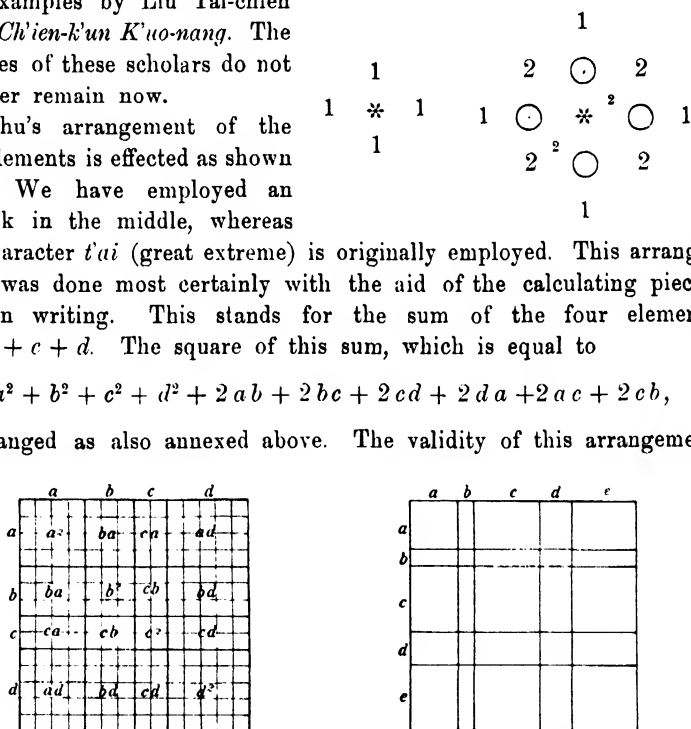 examples by Liu Tai-chien
Ch'ien-k'un K'uo-nang. The
es of these scholars do not
er remain now.
hu's arrangement of the
lements is effected as shown
We have employed an
k in the middle, whereas
1
1 * 1
1
1
2 ⨀ 2
1 ⨀ * 2 ◯ 1
2 2 ◯ 2
1
aracter t'ai (great extreme) is originally employed. This arrang
was done most certainly with the aid of the calculating piec
n writing. This stands for the sum of the four elemen
+ c + d. The square of this sum, which is equal to
a² + b² + c² + d² + 2ab + 2bc + 2cd + 2da +2ac + 2cb,
anged as also annexed above. The validity of this arrangeme
a b c d
a a² ba ca ad
b ba b² cb bd
c ca cb c² cd
d ad bd cd d²
a b c d e
a
b
c
d
e